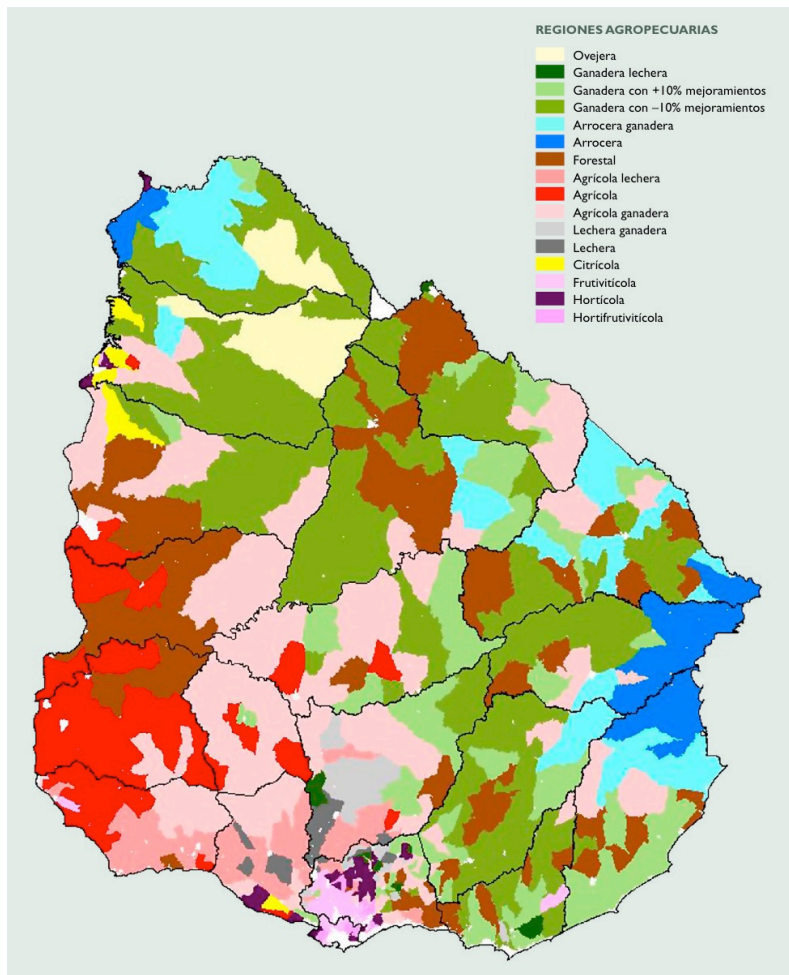 REGIONES AGROPECUARIAS
Ovejera
Ganadera lechera
Ganadera con +10% mejoramientos
Ganadera con –10% mejoramientos
Arrocera ganadera
Arrocera
Forestal
Agrícola lechera
Agrícola
Agrícola ganadera
Lechera ganadera
Lechera
Citrícola
Frutivitícola
Hortícola
Hortifrutivitícola